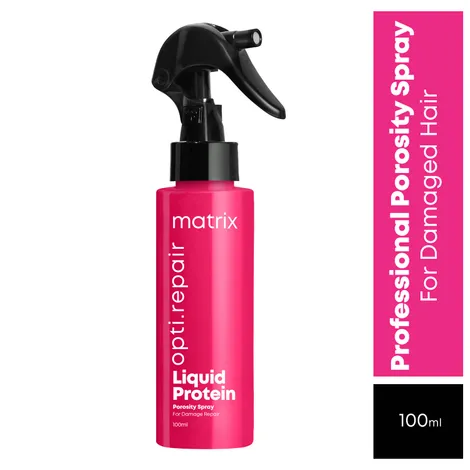 matrix
opti.repair
Liquid
Protein
Porosity Spray
For Damage Repair
100ml
Professional Porosity Spray
For Damaged Hair
100ml